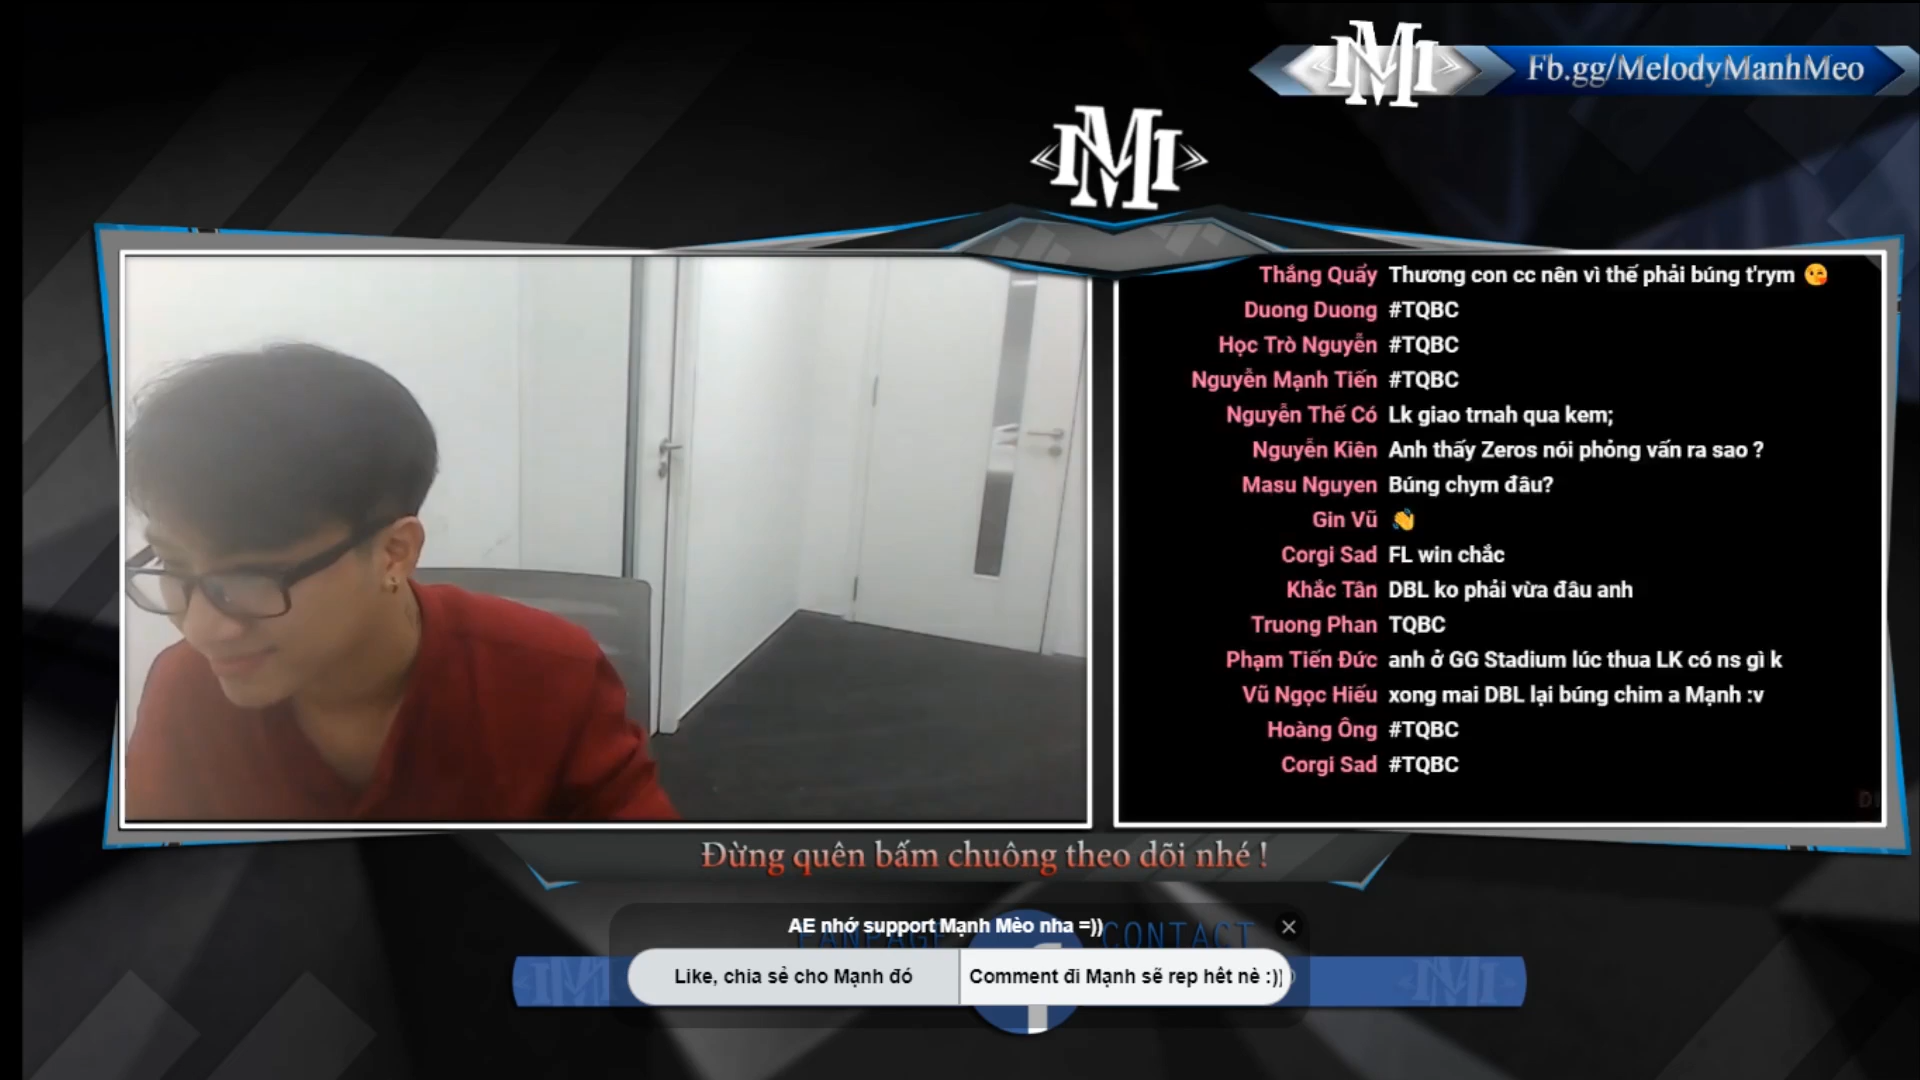 Fb.gg/MelodyManhMeo
Thắng Quẩy Thương con cc nên vì thế phải búng t'rym 😘
Duong Duong #TQBC
Học Trò Nguyễn #TQBC
Nguyễn Mạnh Tiến #TQBC
Nguyễn Thế Có Lk giao trnah qua kem;
Nguyễn Kiên Anh thấy Zeros nói phỏng vấn ra sao ?
Masu Nguyen Búng chym đâu?
Gin Vũ 👋
Corgi Sad FL win chắc
Khắc Tân DBL ko phải vừa đâu anh
Truong Phan TQBC
Phạm Tiến Đức anh ở GG Stadium lúc thua LK có ns gì k
Vũ Ngọc Hiếu xong mai DBL lại búng chim a Mạnh :v
Hoàng Ông #TQBC
Corgi Sad #TQBC
Đừng quên bấm chuông theo dõi nhé !
AE nhớ support Mạnh Mèo nha =))
FANPAGE CONTACT
Like, chia sẻ cho Mạnh đó
Comment đi Mạnh sẽ rep hết nè :))